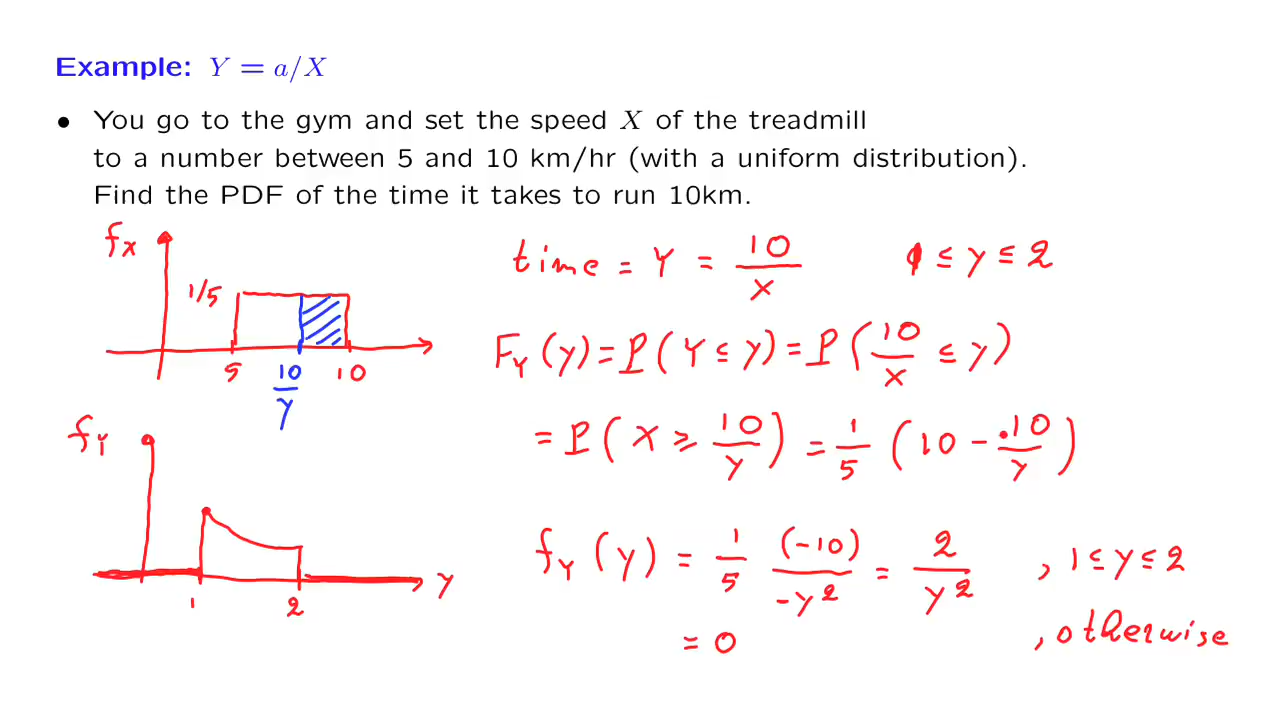 Example: Y = a/X
• You go to the gym and set the speed X of the treadmill
to a number between 5 and 10 km/hr (with a uniform distribution).
Find the PDF of the time it takes to run 10km.
f_X
1/5
5 10/y 10
time = Y = 10/X 1 ≤ y ≤ 2
F_Y(y) = P(Y ≤ y) = P(10/X ≤ y)
= P(X ≥ 10/y) = 1/5 (10 - 10/y)
f_Y
1 2 y
f_Y(y) = 1/5 (-10)/-y² = 2/y² , 1 ≤ y ≤ 2
= 0 , otherwise